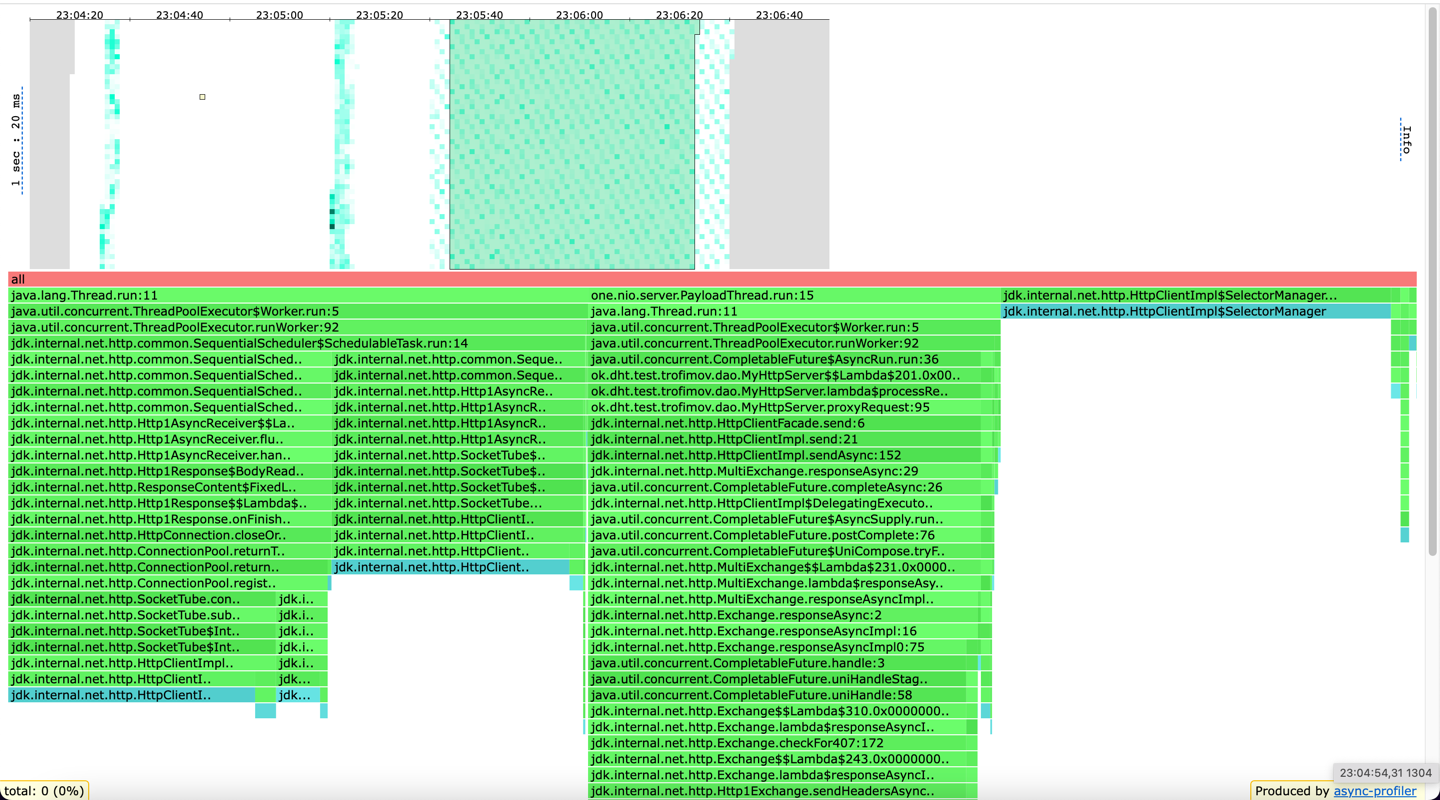 23:04:20 23:04:40 23:05:00 23:05:20 23:05:40 23:06:00 23:06:20 23:06:40
1 sec : 20 ms
Info
all
java.lang.Thread.run:11 one.nio.server.PayloadThread.run:15 jdk.internal.net.http.HttpClientImpl$SelectorManager...
java.util.concurrent.ThreadPoolExecutor$Worker.run:5 java.lang.Thread.run:11 jdk.internal.net.http.HttpClientImpl$SelectorManager
java.util.concurrent.ThreadPoolExecutor.runWorker:92 java.util.concurrent.ThreadPoolExecutor$Worker.run:5
jdk.internal.net.http.common.SequentialScheduler$SchedulableTask.run:14 java.util.concurrent.ThreadPoolExecutor.runWorker:92
jdk.internal.net.http.common.SequentialSched.. jdk.internal.net.http.common.Seque.. java.util.concurrent.CompletableFuture$AsyncRun.run:36
jdk.internal.net.http.common.SequentialSched.. jdk.internal.net.http.common.Seque.. ok.dht.test.trofimov.dao.MyHttpServer$$Lambda$201.0x00..
jdk.internal.net.http.common.SequentialSched.. jdk.internal.net.http.Http1AsyncRe.. ok.dht.test.trofimov.dao.MyHttpServer.lambda$processRe..
jdk.internal.net.http.common.SequentialSched.. jdk.internal.net.http.Http1AsyncR.. ok.dht.test.trofimov.dao.MyHttpServer.proxyRequest:95
jdk.internal.net.http.Http1AsyncReceiver$$La.. jdk.internal.net.http.Http1AsyncR.. jdk.internal.net.http.HttpClientFacade.send:6
jdk.internal.net.http.Http1AsyncReceiver.flu.. jdk.internal.net.http.Http1AsyncR.. jdk.internal.net.http.HttpClientImpl.send:21
jdk.internal.net.http.Http1AsyncReceiver.han.. jdk.internal.net.http.SocketTube$.. jdk.internal.net.http.HttpClientImpl.sendAsync:152
jdk.internal.net.http.Http1Response$BodyRead.. jdk.internal.net.http.SocketTube$.. jdk.internal.net.http.MultiExchange.responseAsync:29
jdk.internal.net.http.ResponseContent$FixedL.. jdk.internal.net.http.SocketTube$.. java.util.concurrent.CompletableFuture.completeAsync:26
jdk.internal.net.http.Http1Response$$Lambda$.. jdk.internal.net.http.SocketTube... jdk.internal.net.http.HttpClientImpl$DelegatingExecuto..
jdk.internal.net.http.Http1Response.onFinish.. jdk.internal.net.http.HttpClientI.. java.util.concurrent.CompletableFuture$AsyncSupply.run..
jdk.internal.net.http.HttpConnection.closeOr.. jdk.internal.net.http.HttpClientI.. java.util.concurrent.CompletableFuture.postComplete:76
jdk.internal.net.http.ConnectionPool.returnT.. jdk.internal.net.http.HttpClient.. java.util.concurrent.CompletableFuture$UniCompose.tryF..
jdk.internal.net.http.ConnectionPool.return.. jdk.internal.net.http.HttpClient.. jdk.internal.net.http.MultiExchange$$Lambda$231.0x0000..
jdk.internal.net.http.ConnectionPool.regist.. jdk.internal.net.http.MultiExchange.lambda$responseAsy..
jdk.internal.net.http.SocketTube.con.. jdk.i.. jdk.internal.net.http.MultiExchange.responseAsyncImpl..
jdk.internal.net.http.SocketTube.sub.. jdk.i.. jdk.internal.net.http.Exchange.responseAsync:2
jdk.internal.net.http.SocketTube$Int.. jdk.i.. jdk.internal.net.http.Exchange.responseAsyncImpl:16
jdk.internal.net.http.SocketTube$Int.. jdk.i.. jdk.internal.net.http.Exchange.responseAsyncImpl0:75
jdk.internal.net.http.HttpClientImpl.. jdk.i.. java.util.concurrent.CompletableFuture.handle:3
jdk.internal.net.http.HttpClientI.. jdk... java.util.concurrent.CompletableFuture.uniHandleStag..
jdk.internal.net.http.HttpClientI.. jdk... java.util.concurrent.CompletableFuture.uniHandle:58
jdk.internal.net.http.Exchange$$Lambda$310.0x0000000..
jdk.internal.net.http.Exchange.lambda$responseAsyncI..
jdk.internal.net.http.Exchange.checkFor407:172
jdk.internal.net.http.Exchange$$Lambda$243.0x0000000..
jdk.internal.net.http.Exchange.lambda$responseAsyncI..
jdk.internal.net.http.Http1Exchange.sendHeadersAsync..
23:04:54,31 1304
total: 0 (0%)
Produced by async-profiler